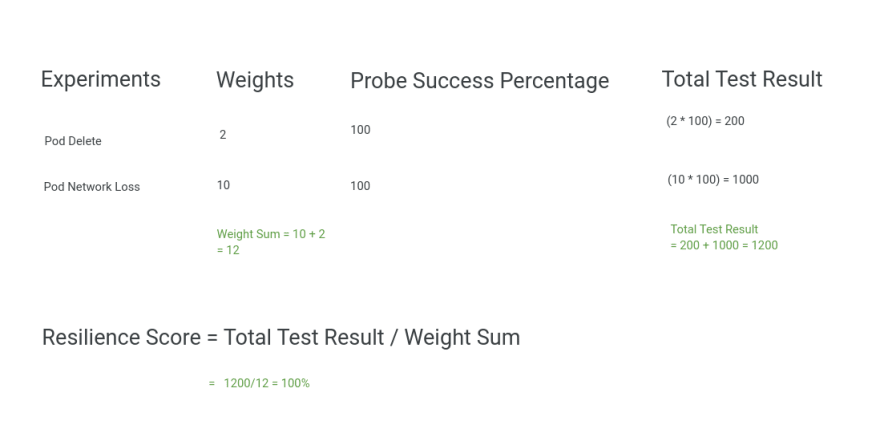 Experiments Weights Probe Success Percentage Total Test Result
Pod Delete 2 100 (2 * 100) = 200
Pod Network Loss 10 100 (10 * 100) = 1000
Weight Sum = 10 + 2
= 12
Total Test Result
= 200 + 1000 = 1200
Resilience Score = Total Test Result / Weight Sum
= 1200/12 = 100%